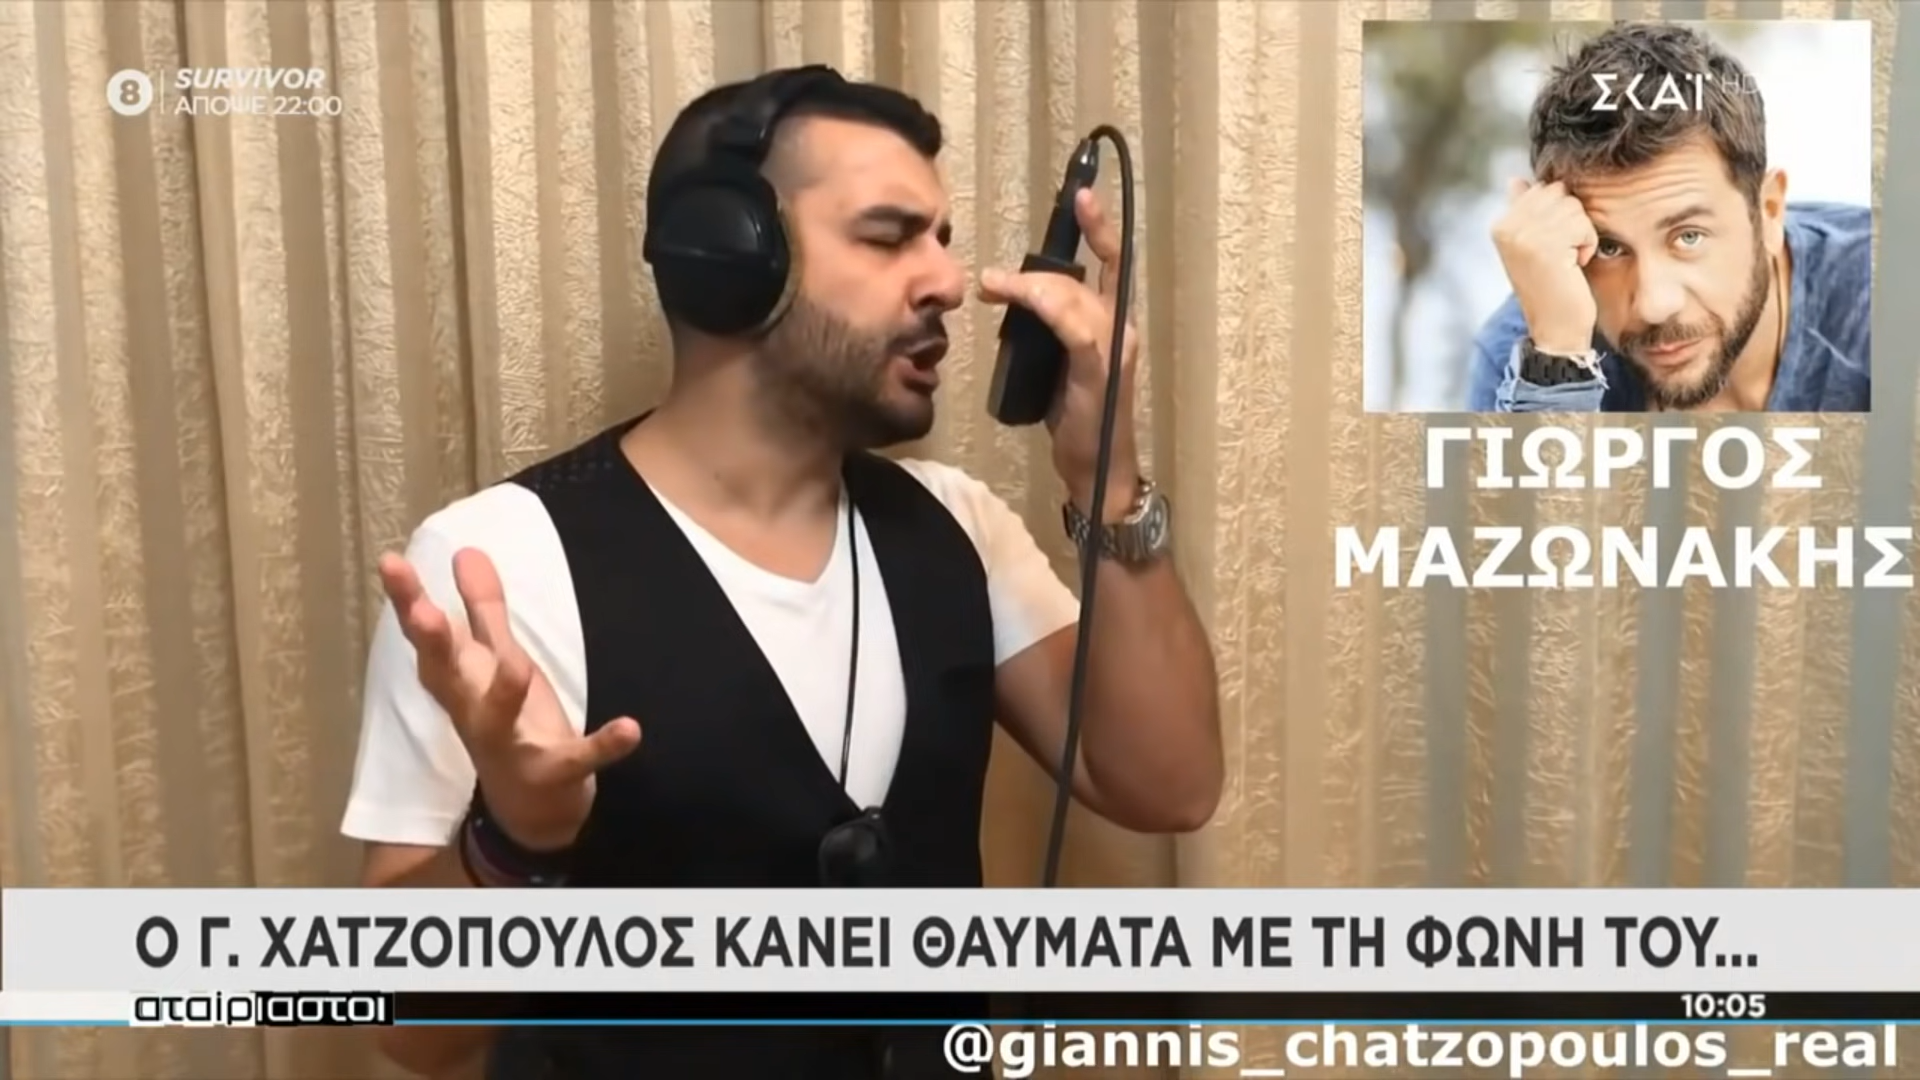 8 SURVIVOR
ΑΠΟΨΕ 22:00
ΣΚΑΪ HD
ΓΙΩΡΓΟΣ
ΜΑΖΩΝΑΚΗΣ
Ο Γ. ΧΑΤΖΟΠΟΥΛΟΣ ΚΑΝΕΙ ΘΑΥΜΑΤΑ ΜΕ ΤΗ ΦΩΝΗ ΤΟΥ...
αταίριαστοι
10:05
@giannis_chatzopoulos_real